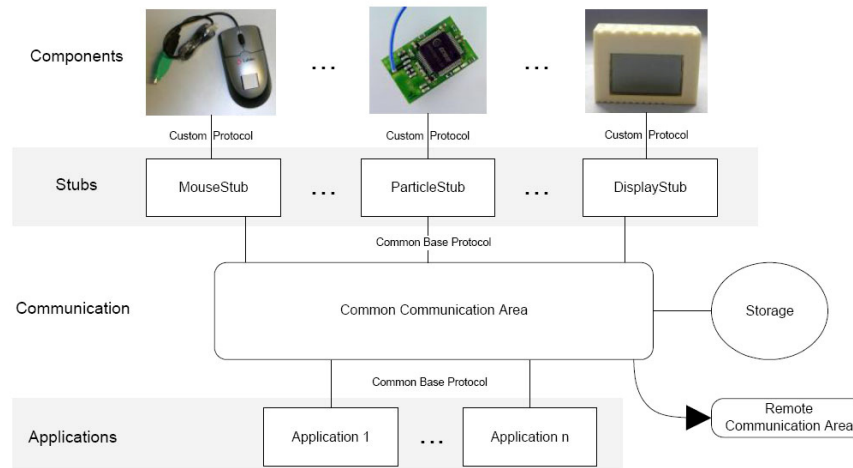 Components
... ...
Custom Protocol Custom Protocol Custom Protocol
Stubs
MouseStub ... ParticleStub ... DisplayStub
Common Base Protocol
Communication
Common Communication Area
Storage
Common Base Protocol
Remote
Communication Area
Applications
Application 1 ... Application n